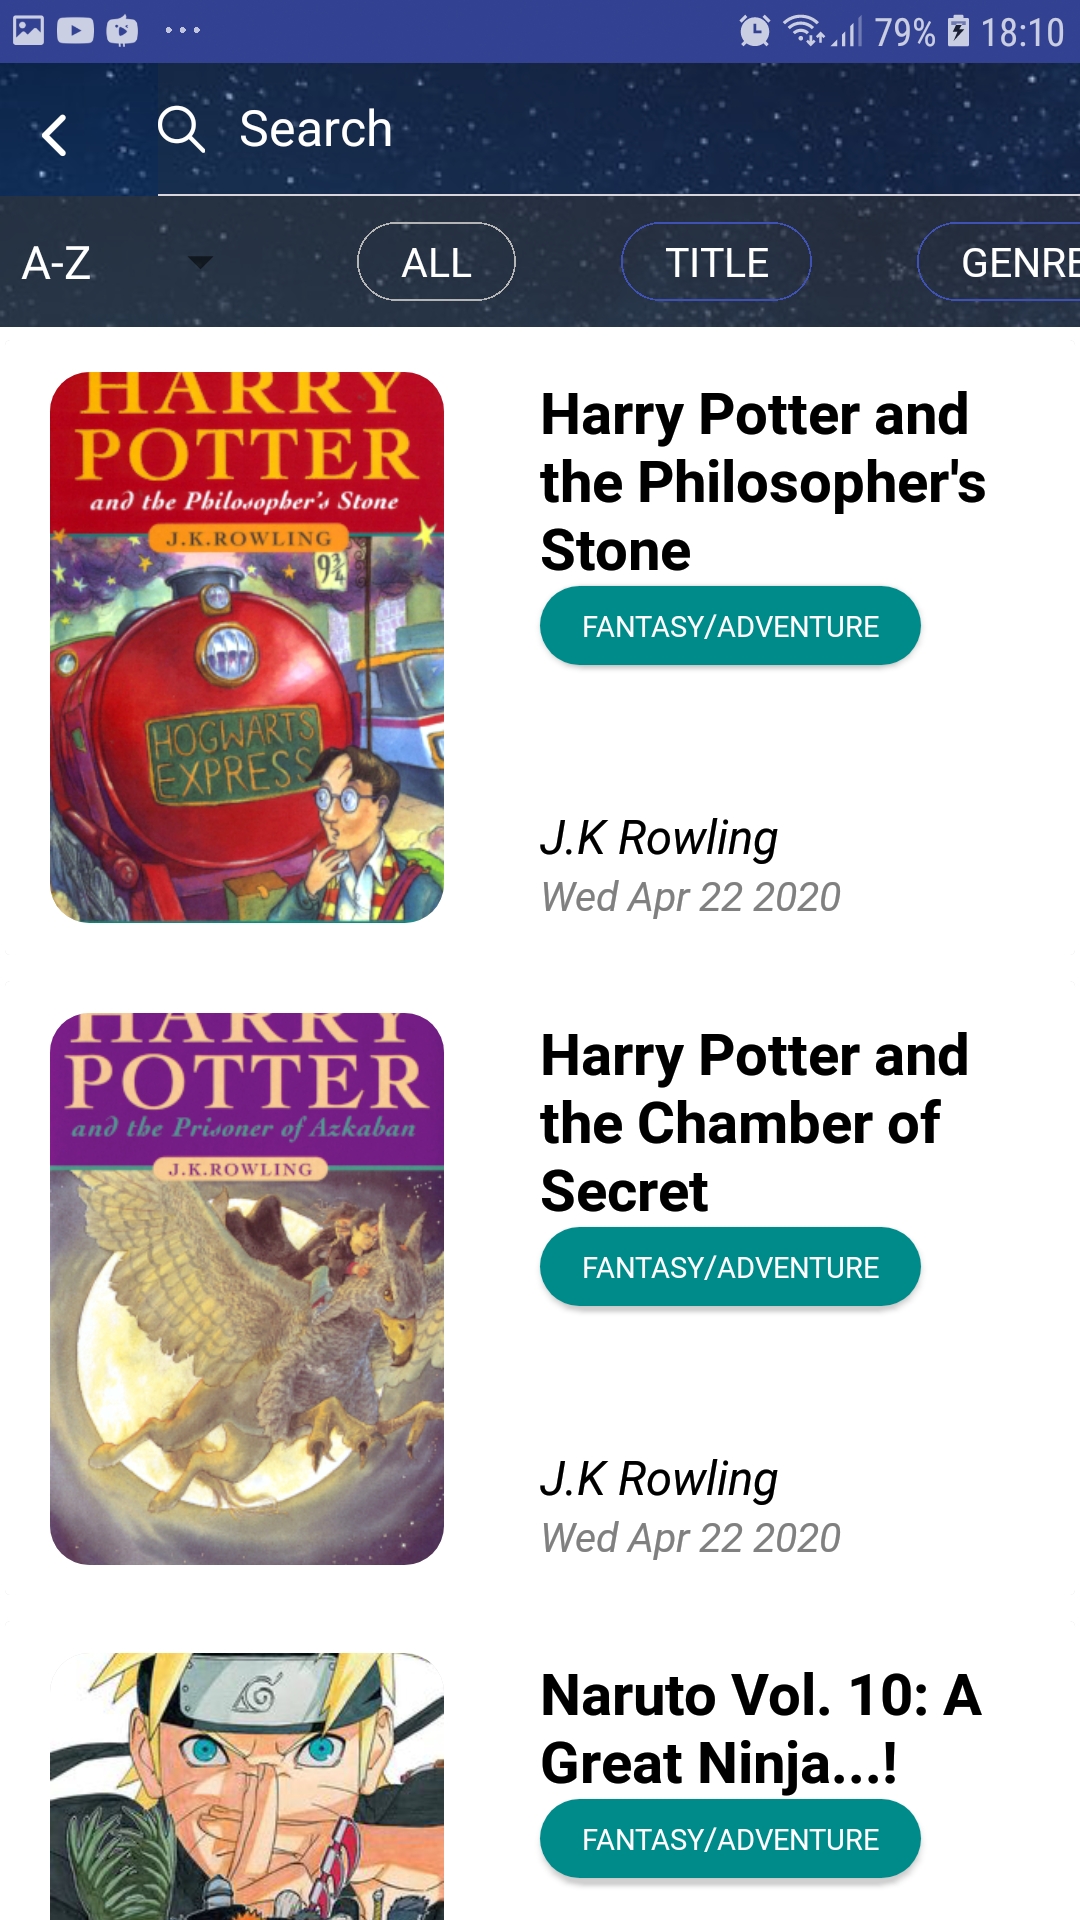 79% 18:10
Search
A-Z ALL TITLE GENRE
HARRY
POTTER
and the Philosopher's Stone
J.K.ROWLING
9¾
HOGWARTS
EXPRESS
Harry Potter and
the Philosopher's
Stone
FANTASY/ADVENTURE
J.K Rowling
Wed Apr 22 2020
HARRY
POTTER
and the Prisoner of Azkaban
J.K.ROWLING
Harry Potter and
the Chamber of
Secret
FANTASY/ADVENTURE
J.K Rowling
Wed Apr 22 2020
Naruto Vol. 10: A
Great Ninja...!
FANTASY/ADVENTURE